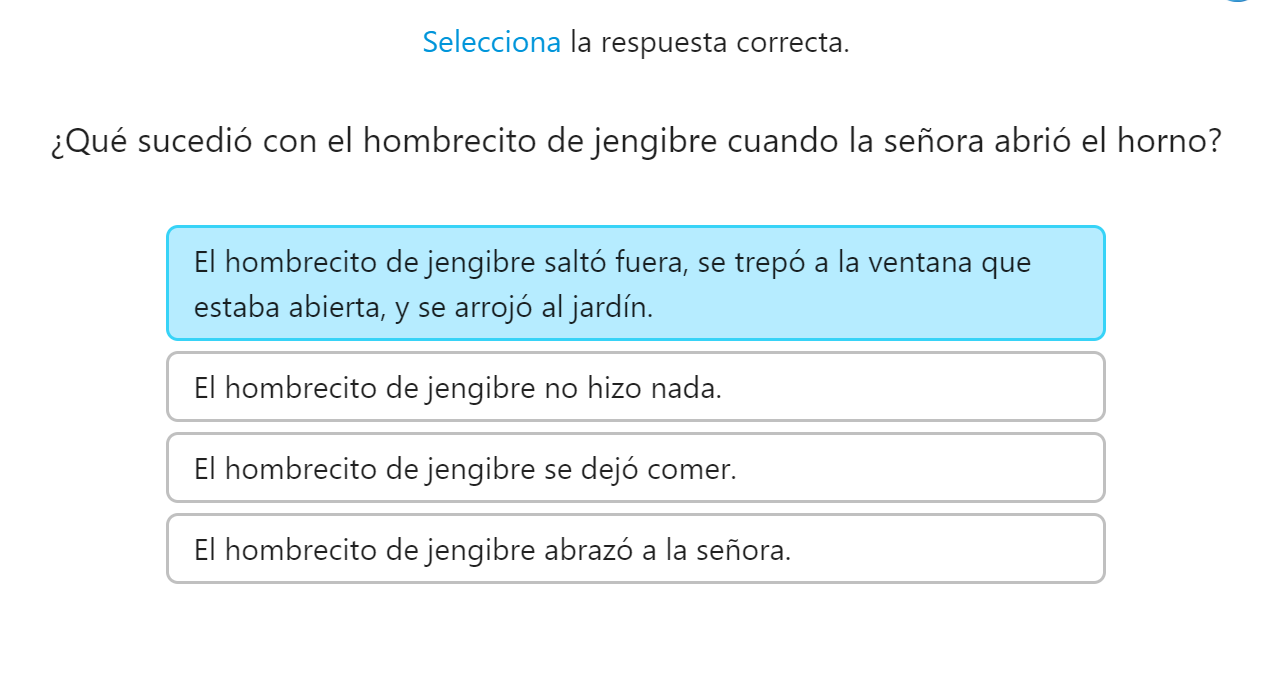 Selecciona la respuesta correcta.
¿Qué sucedió con el hombrecito de jengibre cuando la señora abrió el horno?
El hombrecito de jengibre saltó fuera, se trepó a la ventana que
estaba abierta, y se arrojó al jardín.
El hombrecito de jengibre no hizo nada.
El hombrecito de jengibre se dejó comer.
El hombrecito de jengibre abrazó a la señora.